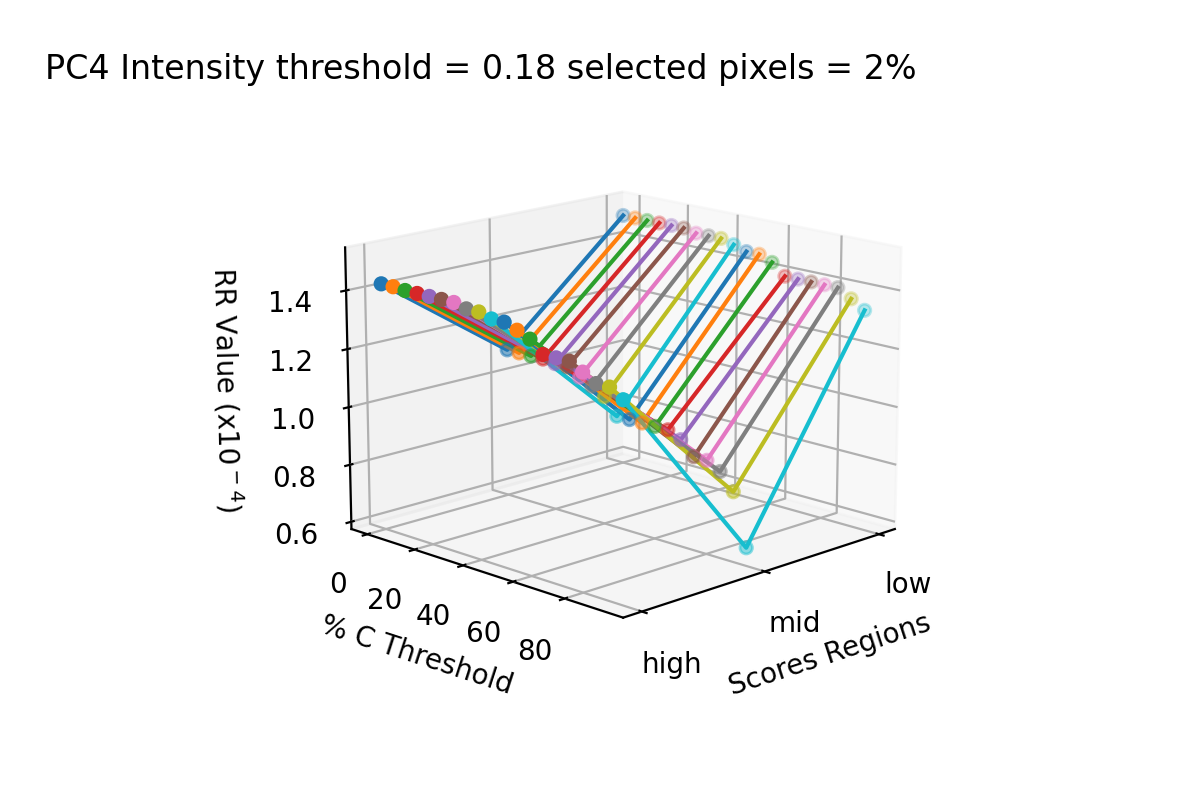 PC4 Intensity threshold = 0.18 selected pixels = 2%
RR Value (x10⁻⁴)
1.4
1.2
1.0
0.8
0.6
0
20
40
60
80
% C Threshold
high
mid
low
Scores Regions